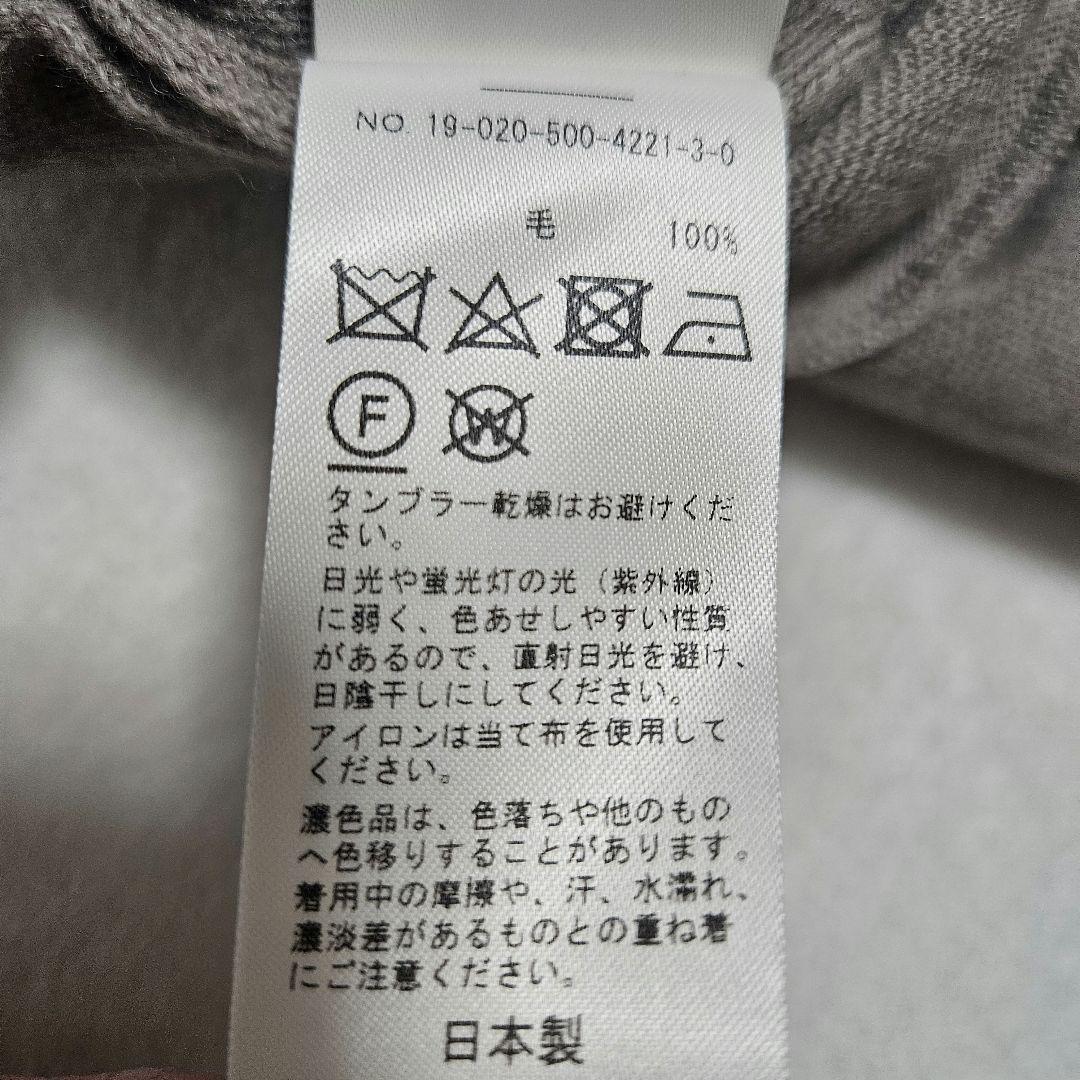 NO. 19-020-500-4221-3-0
毛 100%
F W
タンブラー乾燥はお避けくだ
さい。
日光や蛍光灯の光（紫外線）
に弱く、色あせしやすい性質
があるので、直射日光を避け、
日陰干しにしてください。
アイロンは当て布を使用して
ください。
濃色品は、色落ちや他のもの
へ色移りすることがあります。
着用中の摩擦や、汗、水濡れ、
濃淡差があるものとの重ね着
にご注意ください。
日本製